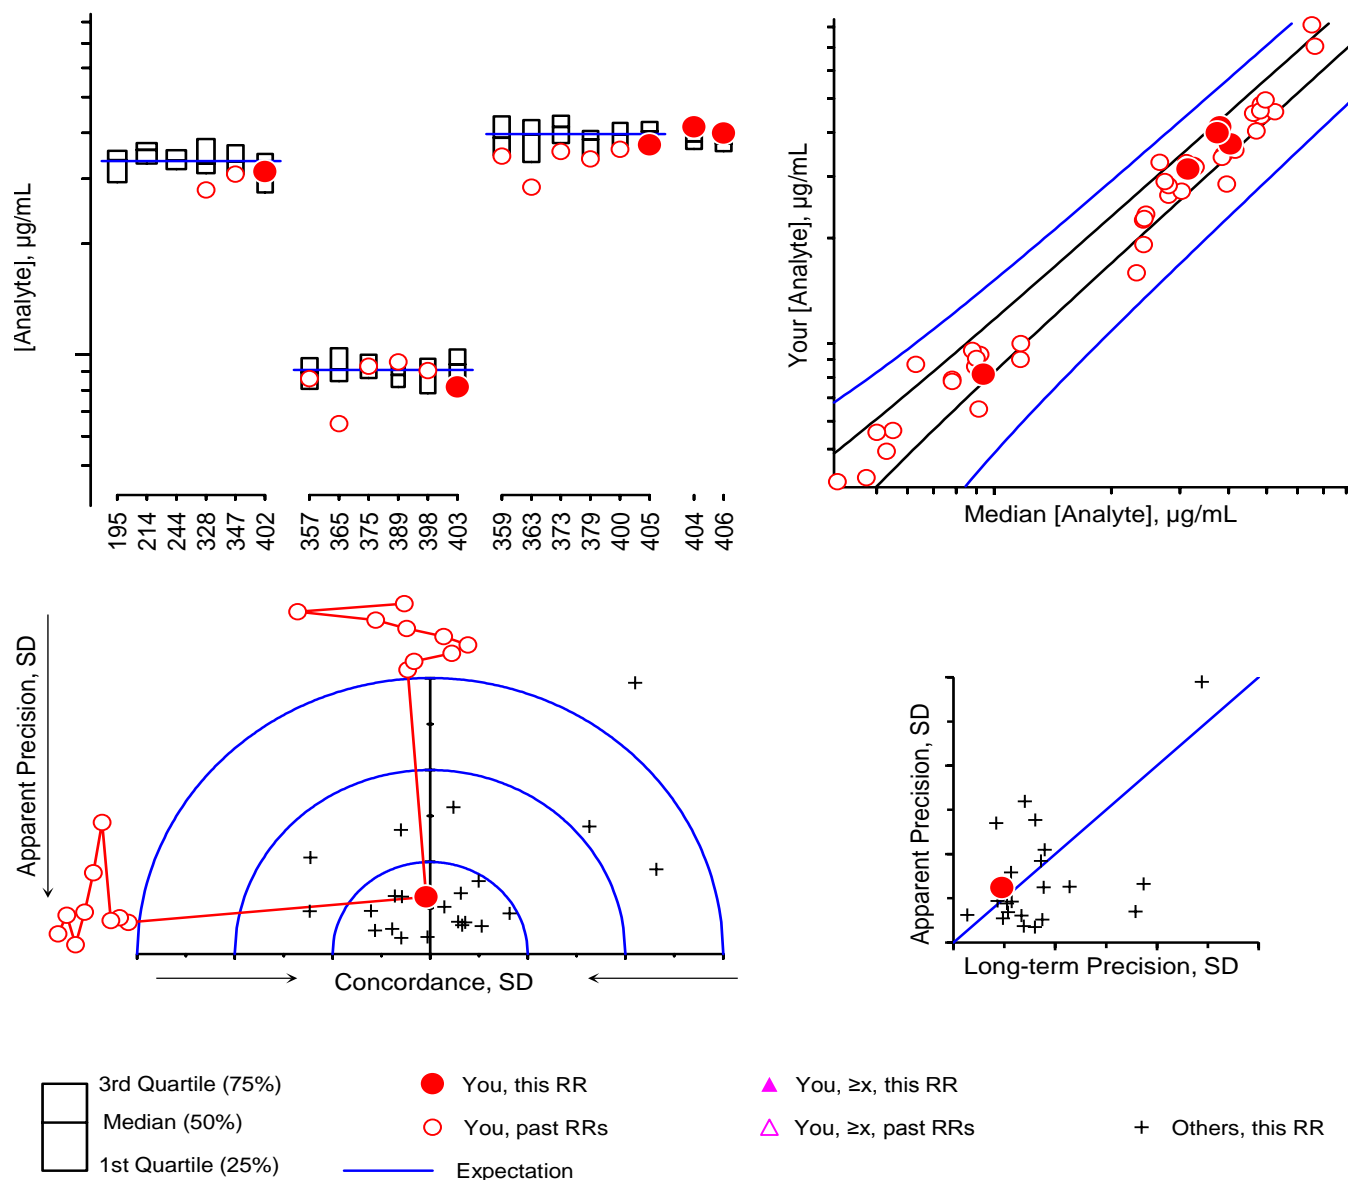 [Analyte], µg/mL
195
214
244
328
347
402
357
365
375
389
398
403
359
363
373
379
400
405
404
406
Your [Analyte], µg/mL
Median [Analyte], µg/mL
Apparent Precision, SD
Concordance, SD
Apparent Precision, SD
Long-term Precision, SD
3rd Quartile (75%)
Median (50%)
1st Quartile (25%)
You, this RR
You, past RRs
Expectation
You, ≥x, this RR
You, ≥x, past RRs
Others, this RR